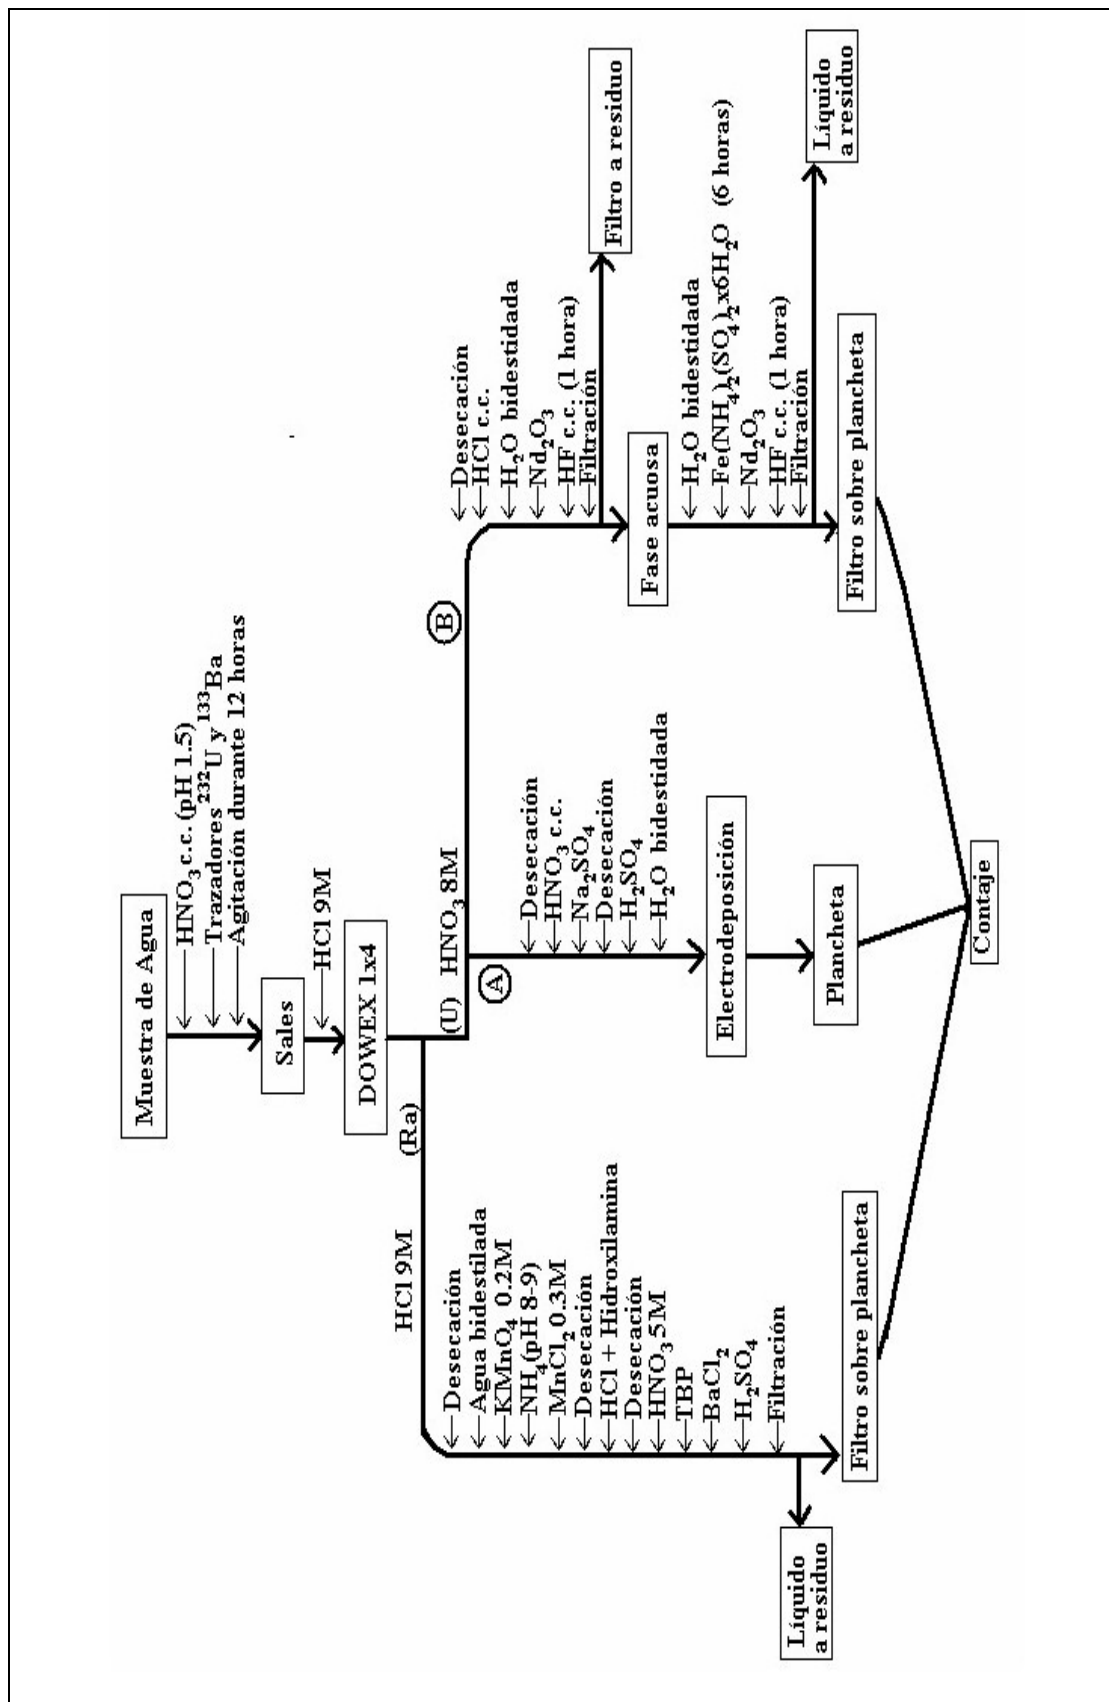 Muestra de Agua
HNO3 c.c. (pH 1.5)
Trazadores 232U y 133Ba
Agitación durante 12 horas
Sales
HCl 9M
DOWEX 1x4
HCl 9M
(Ra)
(U) HNO3 8M
Desecación
Agua bidestilada
KMnO4 0.2M
NH4(pH 8-9)
MnCl2 0.3M
Desecación
HCl + Hidroxilamina
Desecación
HNO3 5M
TBP
BaCl2
H2SO4
Filtración
Líquido
a residuo
Filtro sobre plancheta
A
Desecación
HNO3 c.c.
Na2SO4
Desecación
H2SO4
H2O bidestidada
Electrodeposición
Plancheta
B
Desecación
HCl c.c.
H2O bidestidada
Nd2O3
HF c.c. (1 hora)
Filtración
Filtro a residuo
Fase acuosa
H2O bidestidada
Fe(NH4)2(SO4)2x6H2O (6 horas)
Nd2O3
HF c.c. (1 hora)
Filtración
Líquido
a residuo
Filtro sobre plancheta
Contaje